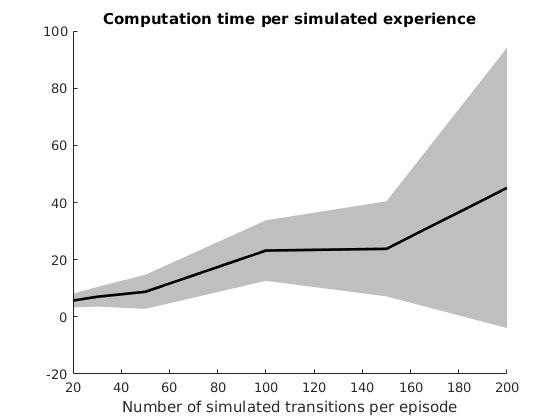 Computation time per simulated experience
100
80
60
40
20
0
-20
20 40 60 80 100 120 140 160 180 200
Number of simulated transitions per episode